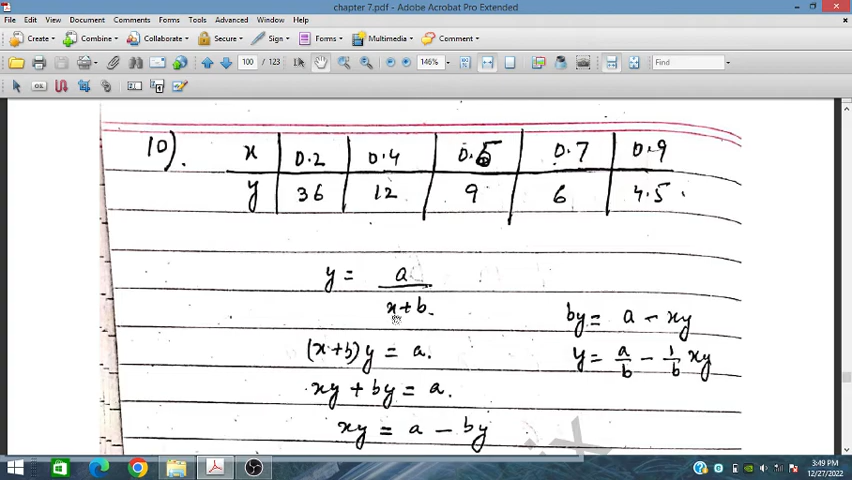 chapter 7.pdf - Adobe Acrobat Pro Extended
File Edit View Document Comments Forms Tools Advanced Window Help
Create Combine Collaborate Secure Sign Forms Multimedia Comment
100 / 123 146% Find
10). x 0.2 0.4 0.5 0.7 0.9
y 36 12 9 6 4.5
y = a / x+b
(x+b)y = a.
xy + by = a.
xy = a - by
by = a - xy
y = a/b - 1/b xy
3:49 PM
12/27/2022